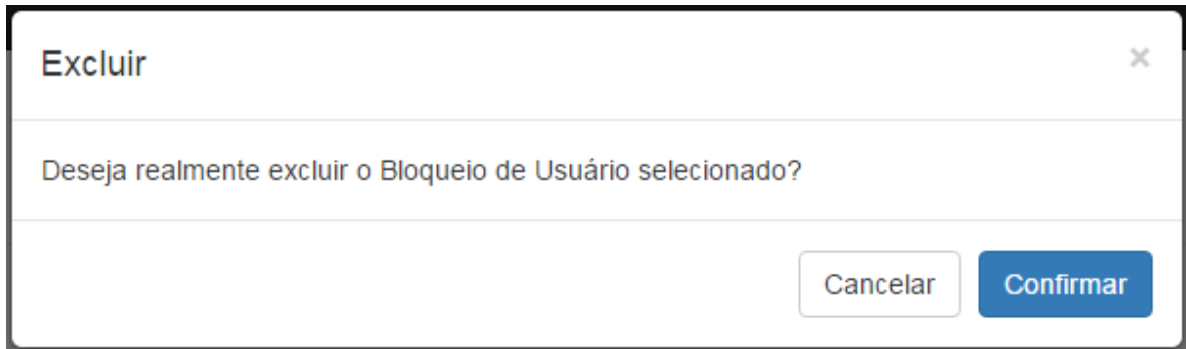 Excluir
×
Deseja realmente excluir o Bloqueio de Usuário selecionado?
Cancelar
Confirmar